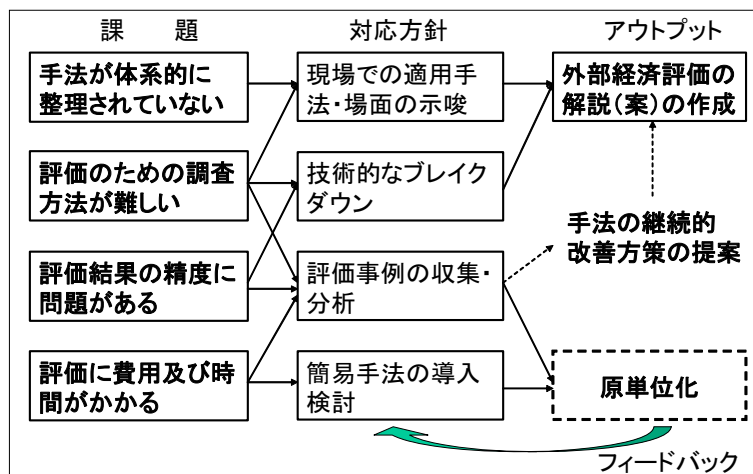 課　　題
対応方針
アウトプット
手法が体系的に
整理されていない
現場での適用手
法・場面の示唆
外部経済評価の
解説（案）の作成
評価のための調査
方法が難しい
技術的なブレイク
ダウン
手法の継続的
改善方策の提案
評価結果の精度に
問題がある
評価事例の収集・
分析
評価に費用及び時
間がかかる
簡易手法の導入
検討
原単位化
フィードバック